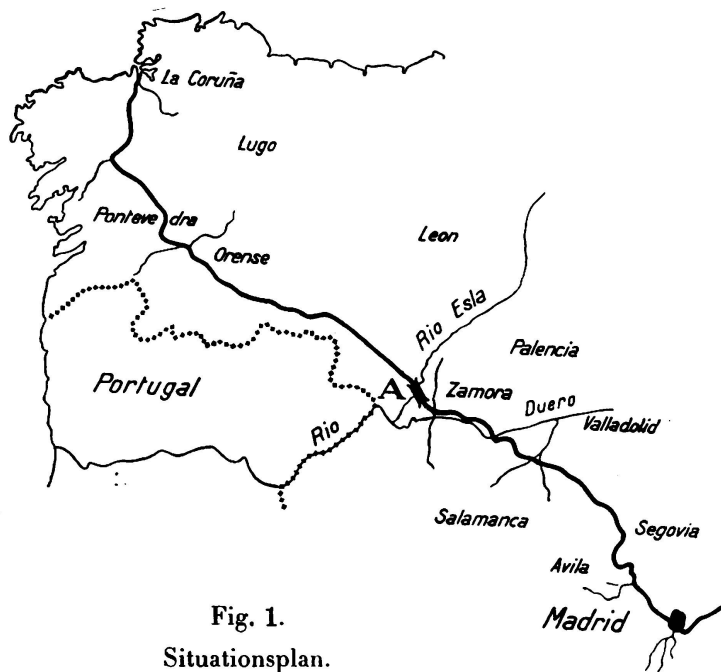 La Coruña
Lugo
Ponteve dra
Leon
Orense
Rio Esla
Palencia
Portugal
A
Zamora
Rio
Duero
Valladolid
Salamanca
Segovia
Avila
Madrid
Fig. 1.
Situationsplan.